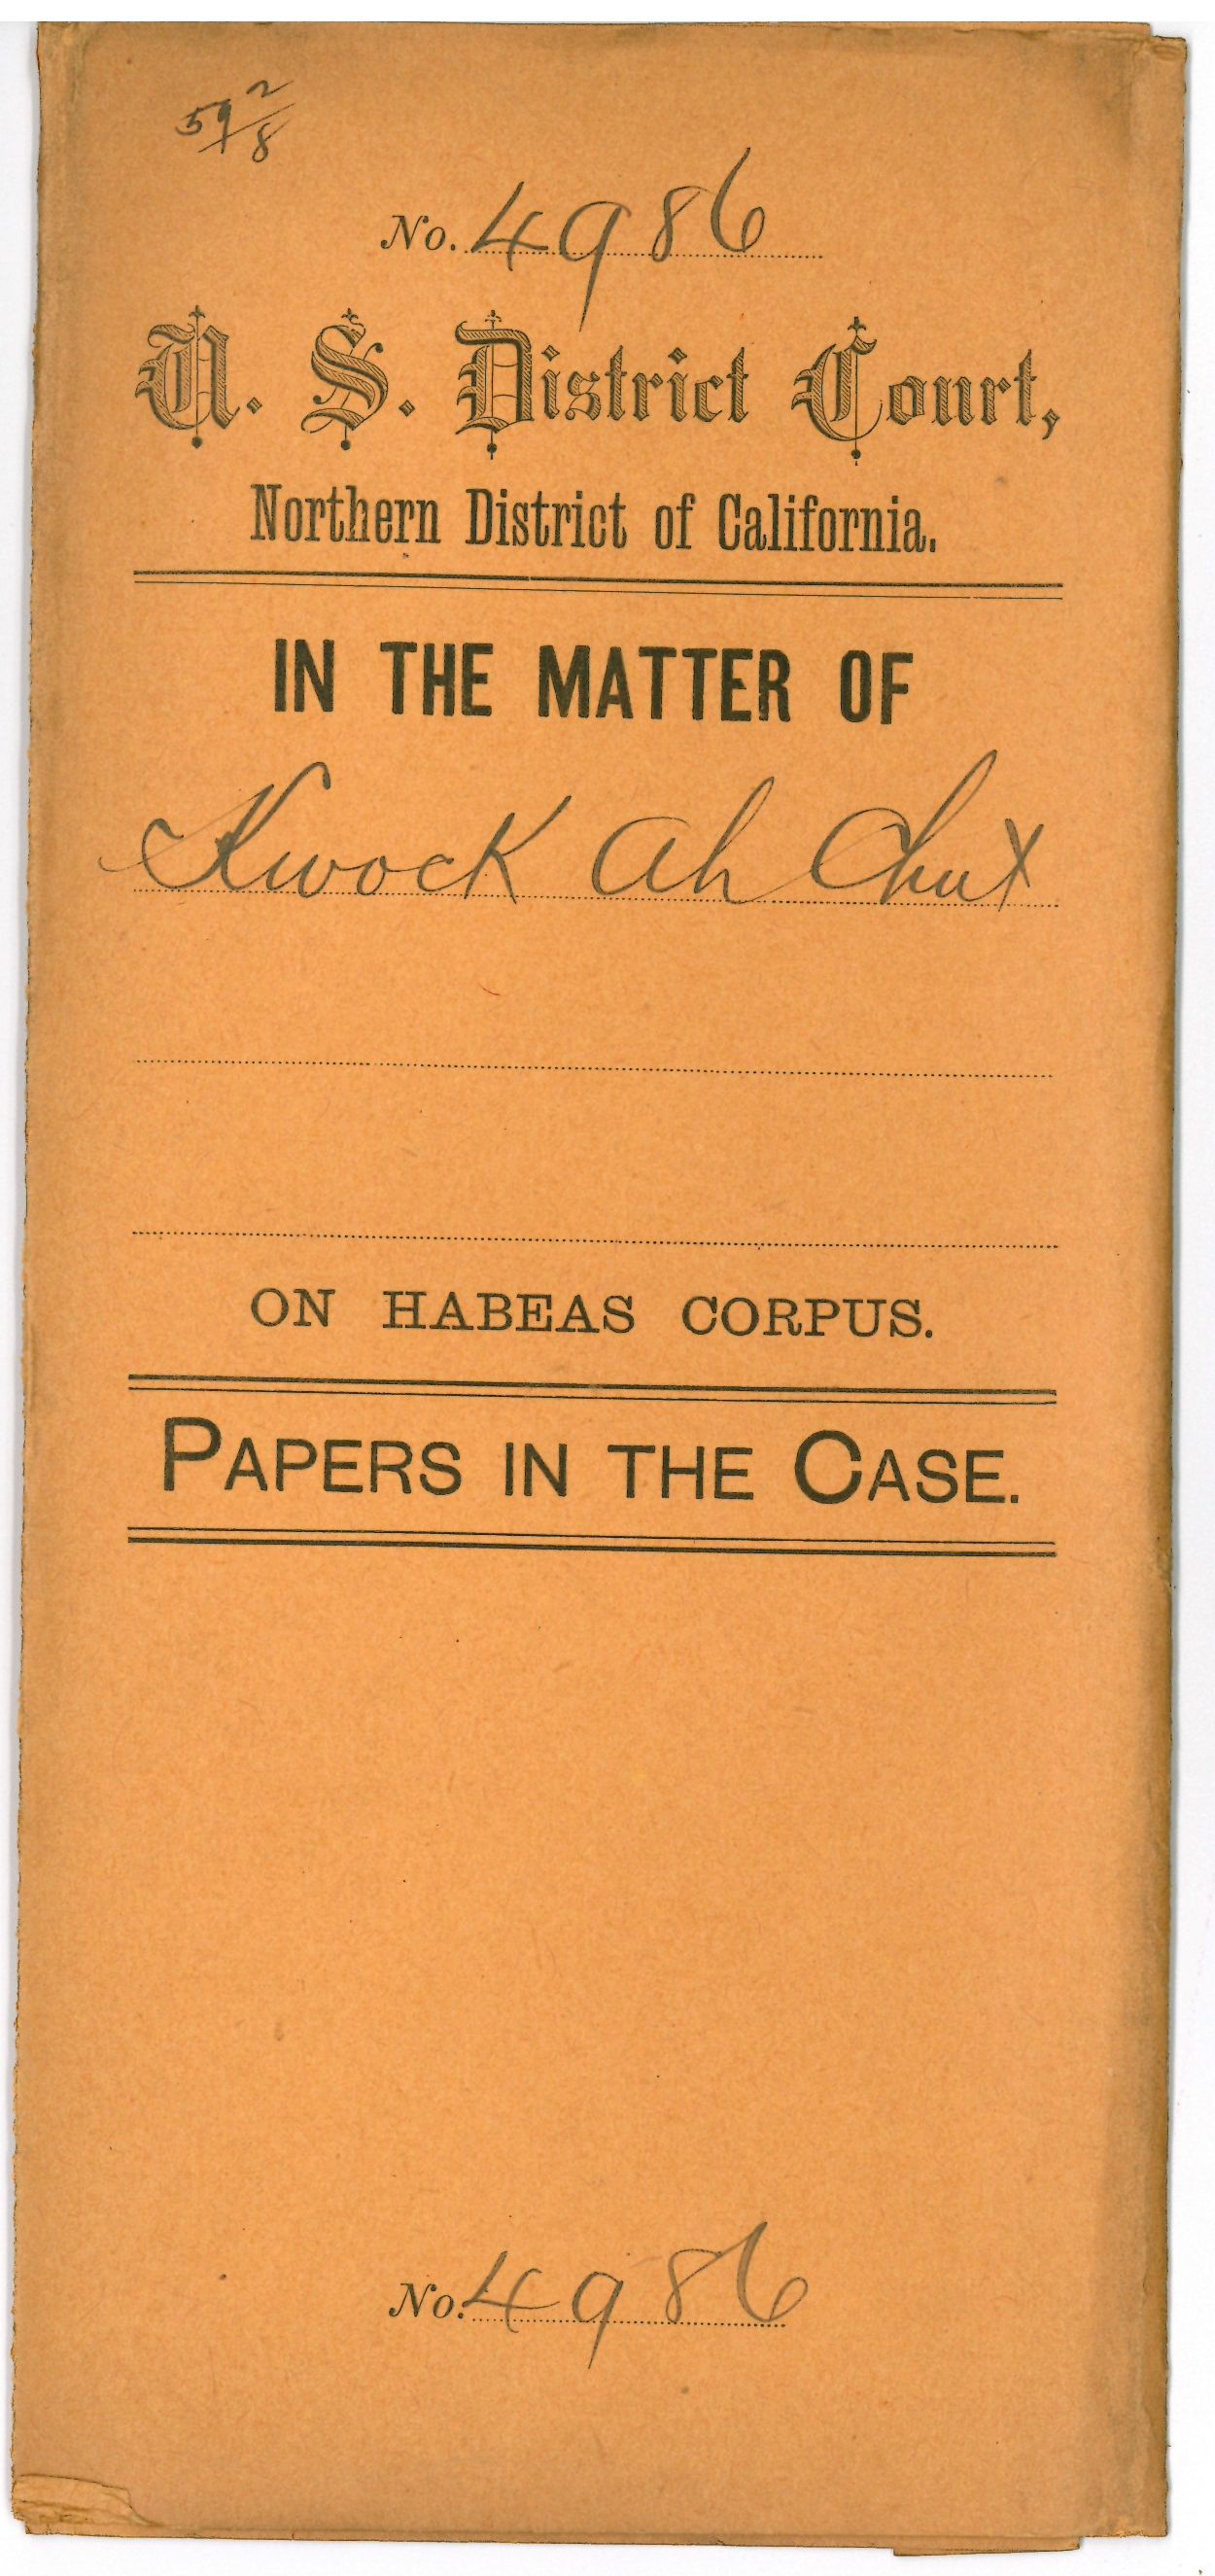 59 2/8
No. 4986
U. S. District Court,
Northern District of California.
IN THE MATTER OF
Kwock Ah Chut
ON HABEAS CORPUS.
PAPERS IN THE CASE.
No. 4986